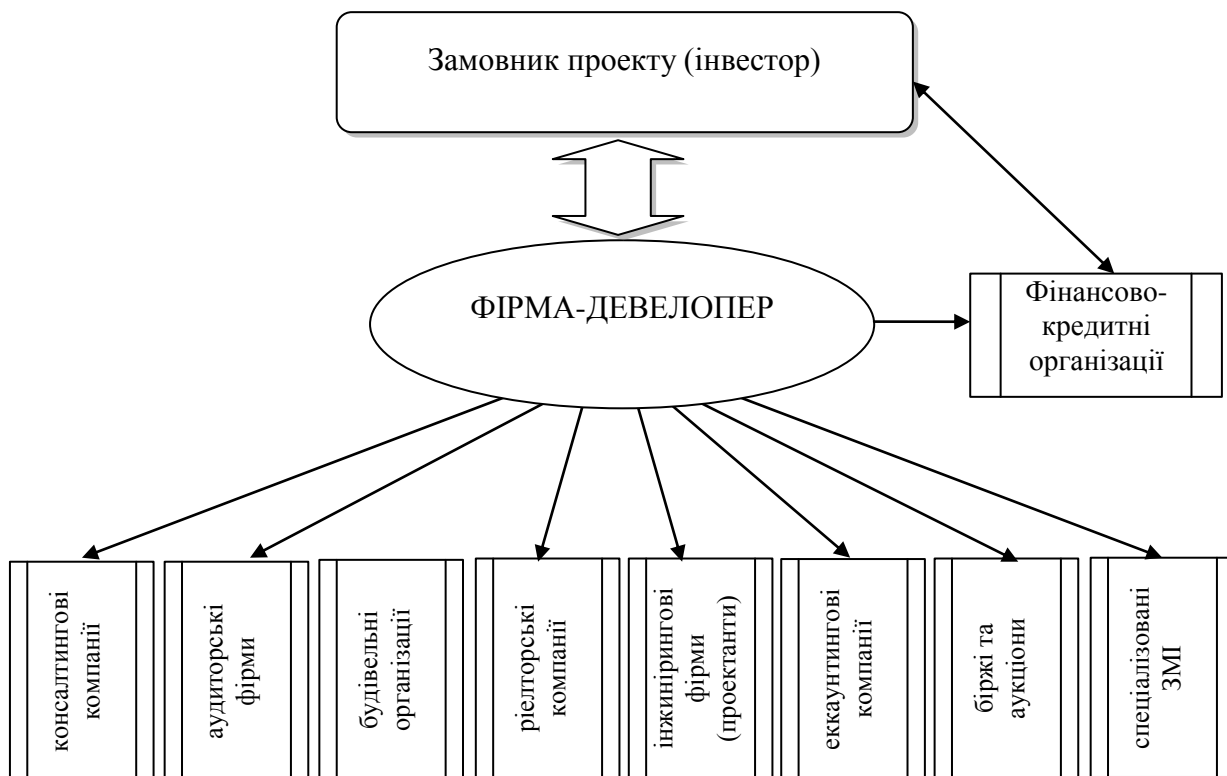 Замовник проекту (інвестор)
ФІРМА-ДЕВЕЛОПЕР
Фінансово-
кредитні
організації
консалтингові
компанії
аудиторські
фірми
будівельні
організації
ріелторські
компанії
інжинірингові
фірми
(проектанти)
еккаунтингові
компанії
біржі та
аукціони
спеціалізовані
ЗМІ